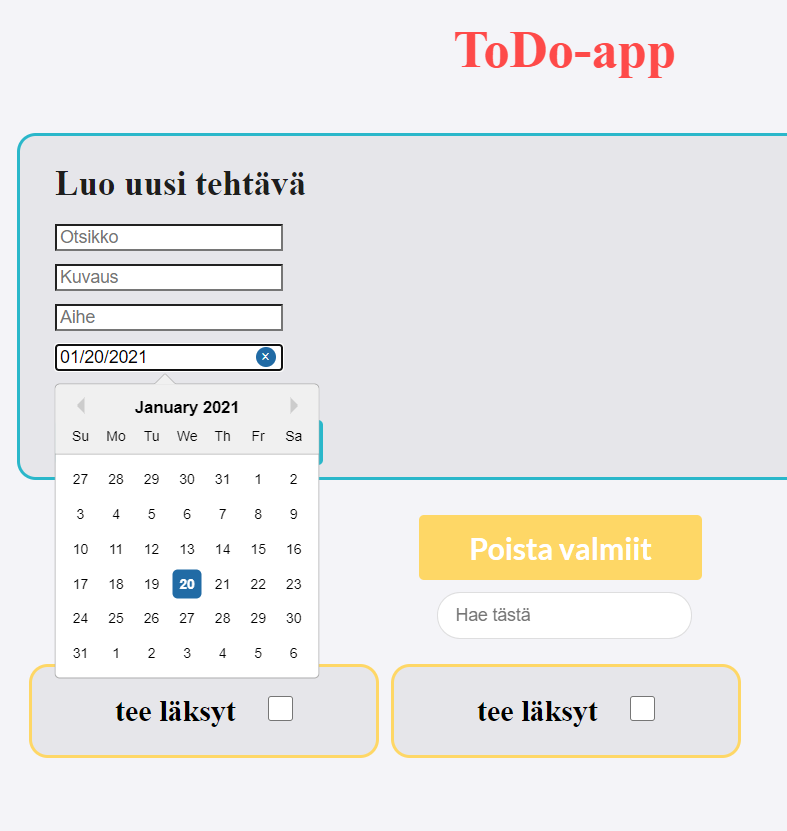 ToDo-app
Luo uusi tehtävä
Otsikko
Kuvaus
Aihe
01/20/2021
January 2021
Su Mo Tu We Th Fr Sa
27 28 29 30 31 1 2
3 4 5 6 7 8 9
10 11 12 13 14 15 16
17 18 19 20 21 22 23
24 25 26 27 28 29 30
31 1 2 3 4 5 6
Poista valmiit
Hae tästä
tee läksyt
tee läksyt